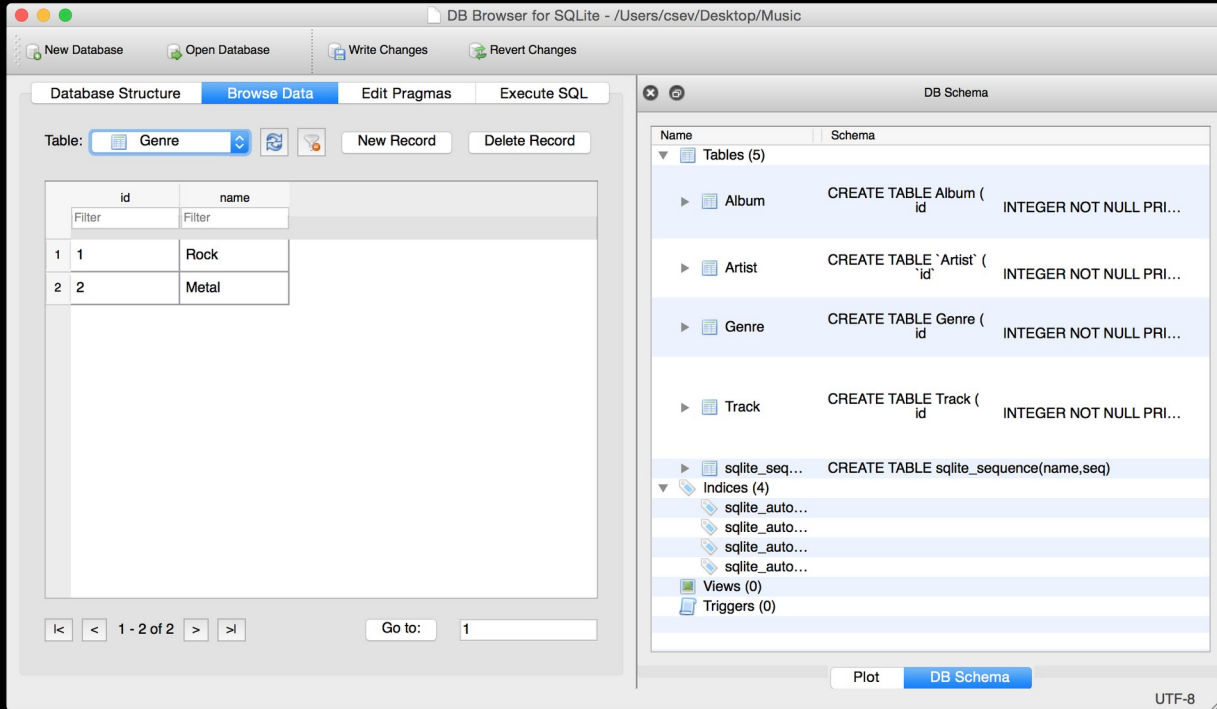 DB Browser for SQLite - /Users/csev/Desktop/Music
New Database Open Database Write Changes Revert Changes
Database Structure Browse Data Edit Pragmas Execute SQL
Table: Genre New Record Delete Record
id name
Filter Filter
1 1 Rock
2 2 Metal
|< < 1 - 2 of 2 > >| Go to: 1
DB Schema
Name Schema
Tables (5)
Album CREATE TABLE Album (
id INTEGER NOT NULL PRI...
Artist CREATE TABLE `Artist` (
`id` INTEGER NOT NULL PRI...
Genre CREATE TABLE Genre (
id INTEGER NOT NULL PRI...
Track CREATE TABLE Track (
id INTEGER NOT NULL PRI...
sqlite_seq... CREATE TABLE sqlite_sequence(name,seq)
Indices (4)
sqlite_auto...
sqlite_auto...
sqlite_auto...
sqlite_auto...
Views (0)
Triggers (0)
Plot DB Schema
UTF-8